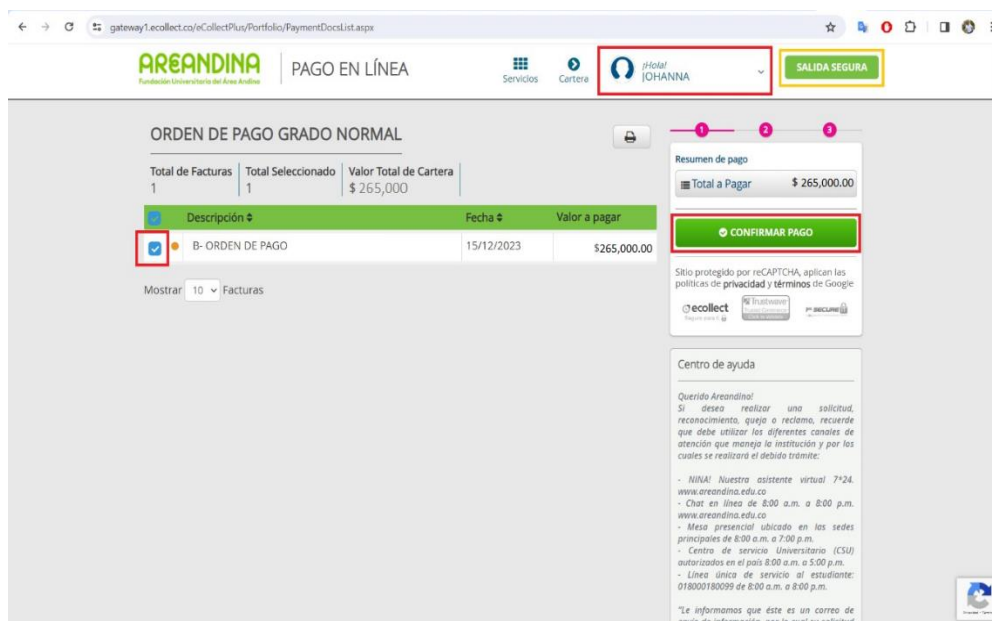 gateway1.ecollect.co/eCollectPlus/Portfolio/PaymentDocsList.aspx
AREANDINA
Fundación Universitaria del Área Andina
PAGO EN LÍNEA
Servicios
Cartera
¡Hola!
JOHANNA
SALIDA SEGURA
ORDEN DE PAGO GRADO NORMAL
Total de Facturas Total Seleccionado Valor Total de Cartera
1 1 $ 265,000
Descripción Fecha Valor a pagar
B- ORDEN DE PAGO 15/12/2023 $265,000.00
Mostrar 10 Facturas
1 2 3
Resumen de pago
Total a Pagar $ 265,000.00
CONFIRMAR PAGO
Sitio protegido por reCAPTCHA, aplican las
políticas de privacidad y términos de Google
ecollect
Trustwave
SECURE
Centro de ayuda
Querido Areandino!
Si desea realizar una solicitud,
reconocimiento, queja o reclamo, recuerde
que debe utilizar los diferentes canales de
atención que maneja la institución y por los
cuales se realizará el debido trámite:
- NINA! Nuestra asistente virtual 7*24.
www.areandina.edu.co
- Chat en línea de 8:00 a.m. a 8:00 p.m.
www.areandina.edu.co
- Mesa presencial ubicado en las sedes
principales de 8:00 a.m. a 7:00 p.m.
- Centro de servicio Universitario (CSU)
autorizados en el país 8:00 a.m. a 5:00 p.m.
- Línea única de servicio al estudiante:
018000180099 de 8:00 a.m. a 8:00 p.m.
"Le informamos que éste es un correo de